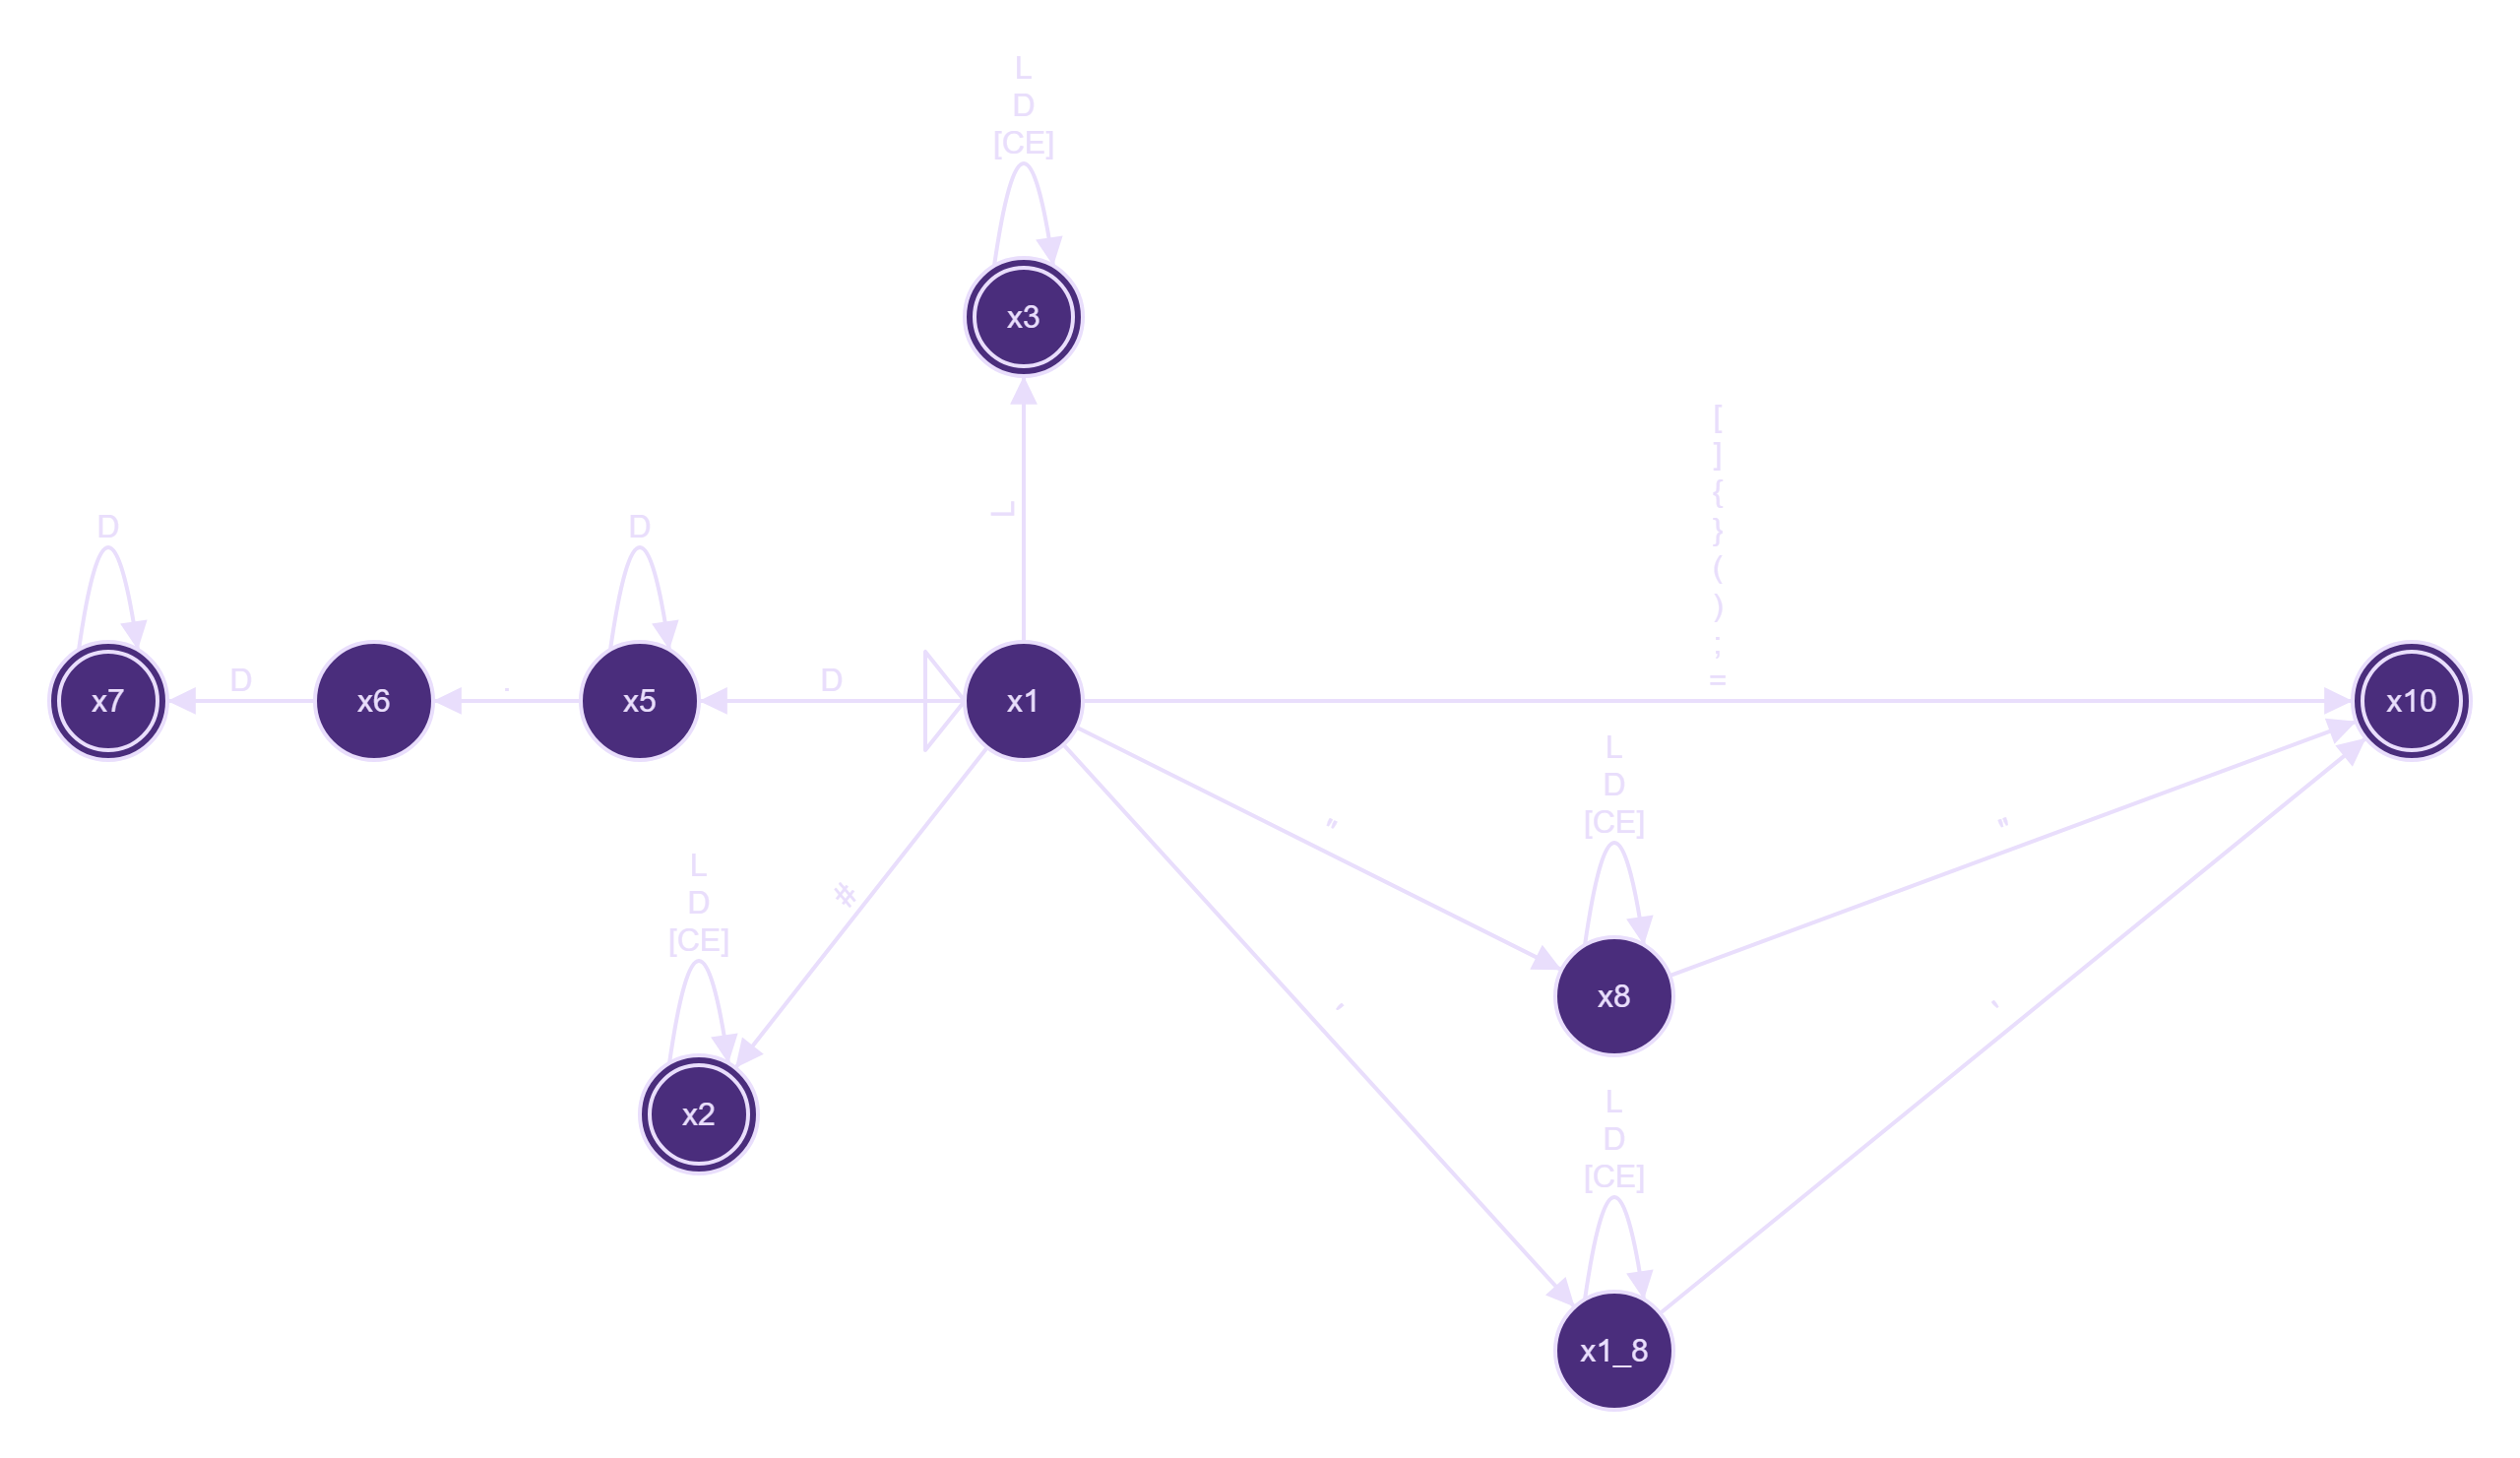 L
D
[CE]
x3
L
[
]
{
}
(
)
;
=
D
D
x7
D
x6
.
x5
D
x1
x10
L
D
[CE]
"
"
L
D
[CE]
#
x8
'
'
x2
L
D
[CE]
x1_8